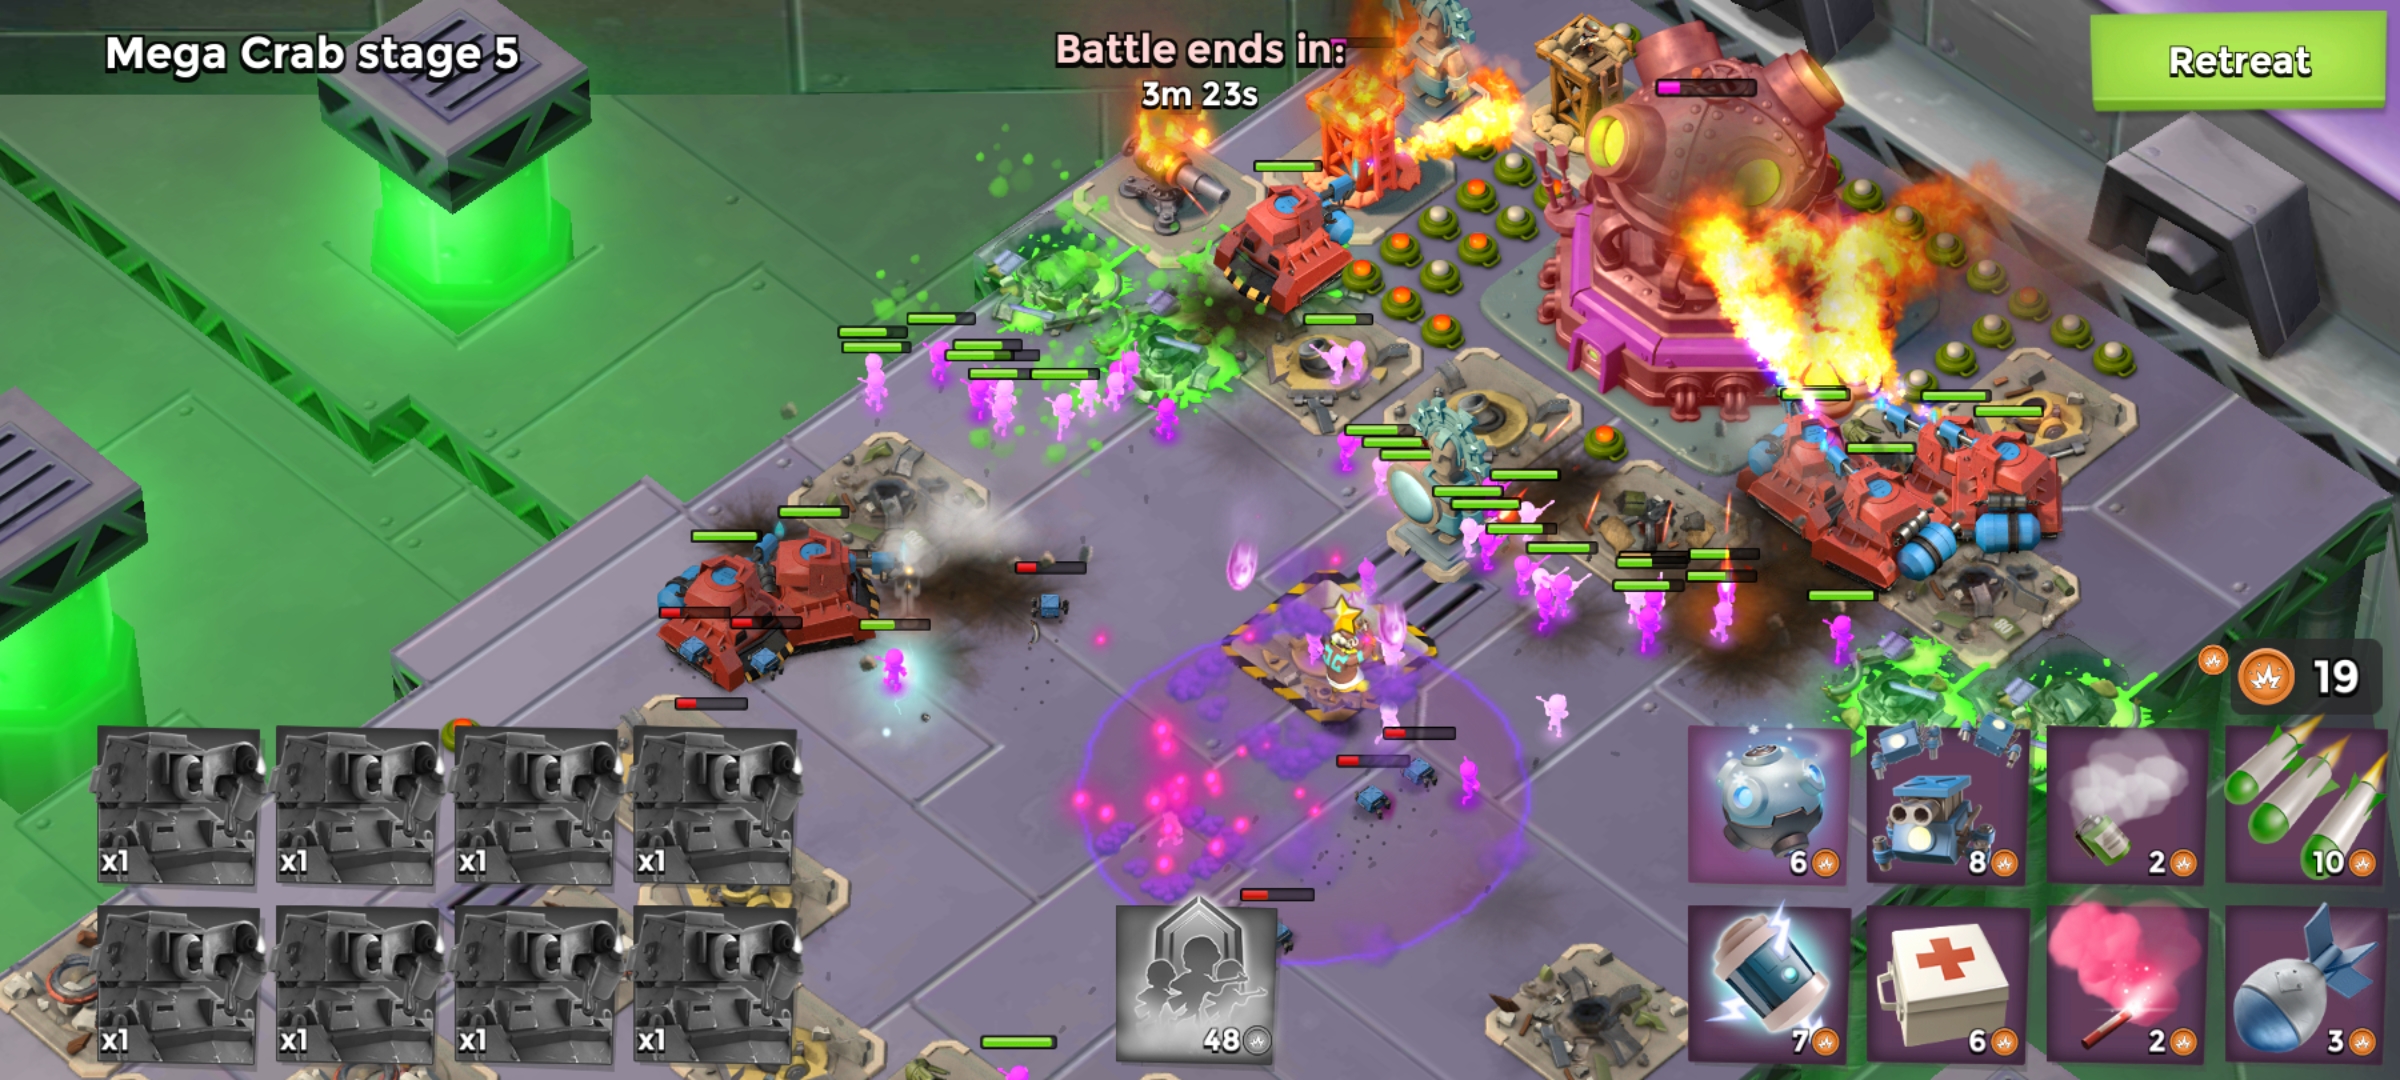 Mega Crab stage 5
Battle ends in:
3m 23s
Retreat
19
x1
x1
x1
x1
6
8
2
10
x1
x1
x1
x1
48
7
6
2
3